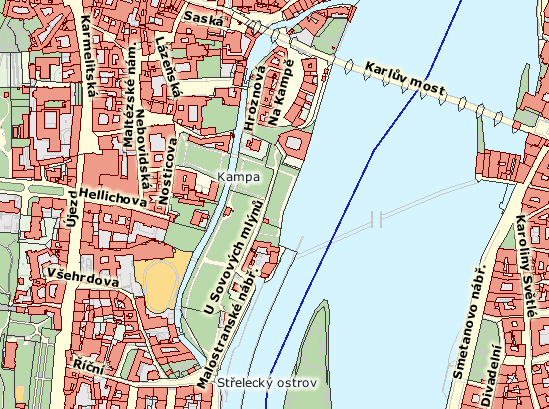 Saská
Karmelitská
Lázeňská
Maltézské nám.
Hroznova
Na Kampě
Karlův most
Nebovidská
Nosticova
Kampa
Hellichova
Újezd
U Sovových mlýnů
Karoliny Světlé
Všehrdova
Malostranské nábř.
Smetanovo nábř.
Říční
Střelecký ostrov
Divadelní